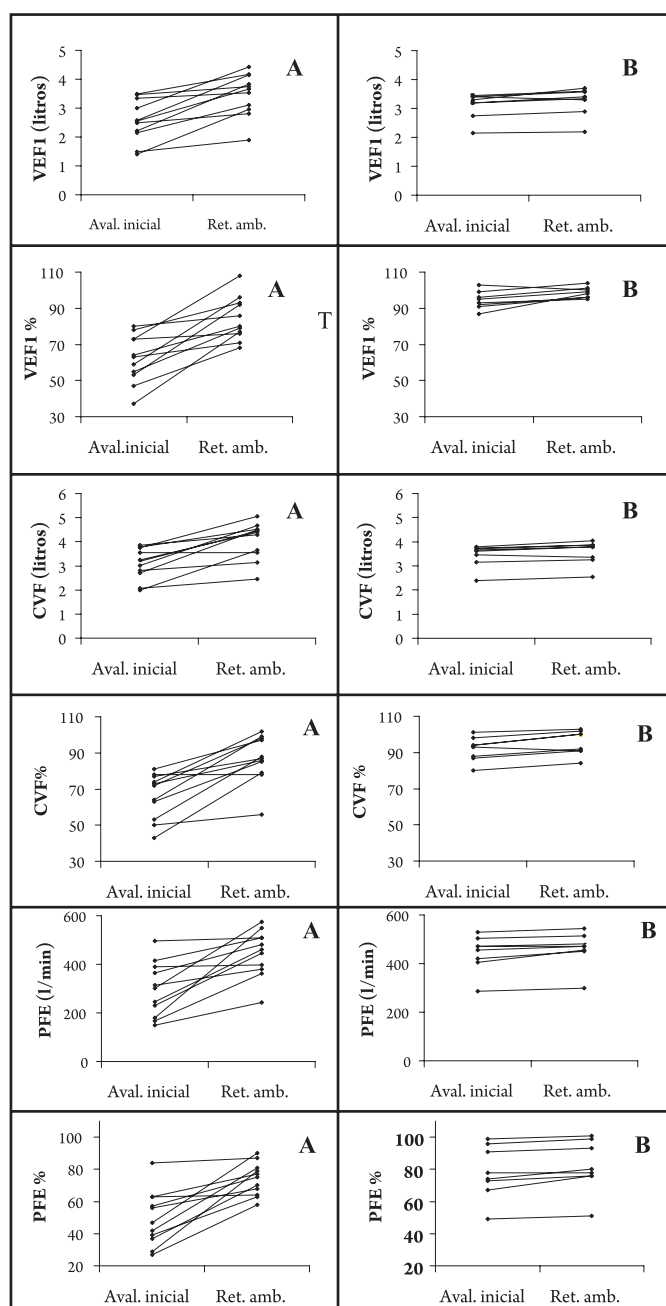 5
4
3
2
1
0
VEF1 (litros)
A
Aval. inicial Ret. amb.
5
4
3
2
1
0
VEF1 (litros)
B
Aval. inicial Ret. amb.
110
90
70
50
30
VEF1 %
A
T
Aval.inicial Ret. amb.
110
90
70
50
30
VEF1 %
B
Aval. inicial Ret. amb.
6
5
4
3
2
1
0
CVF (litros)
A
Aval. inicial Ret. amb.
6
5
4
3
2
1
0
CVF (litros)
B
Aval. inicial Ret. amb.
110
90
70
50
30
CVF%
A
Aval. inicial Ret. amb.
110
90
70
50
30
CVF %
B
Aval. inicial Ret. amb.
600
400
200
0
PFE (l/min)
A
Aval. inicial Ret. amb.
600
400
200
0
PFE (l/min)
B
Aval. inicial Ret. amb.
100
80
60
40
20
PFE %
A
Aval. inicial Ret. amb.
100
80
60
40
20
PFE %
B
Aval. inicial Ret. amb.